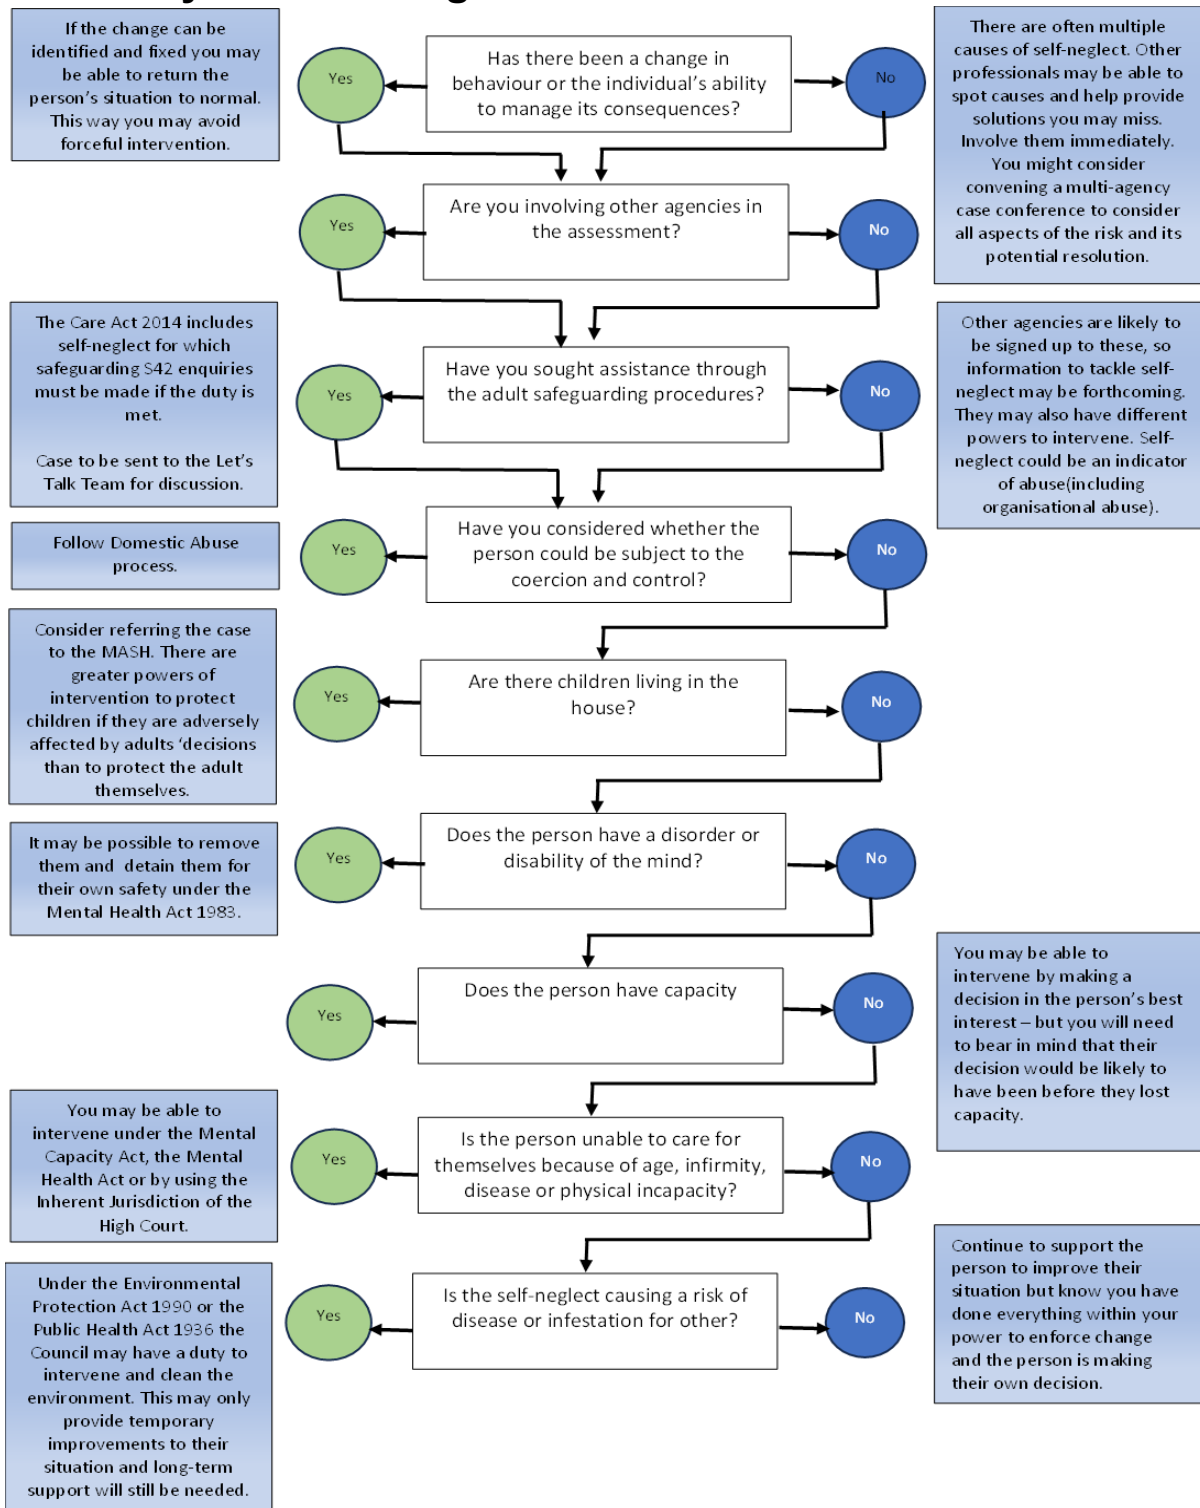 If the change can be
identified and fixed you may
be able to return the
person's situation to normal.
This way you may avoid
forceful intervention.
Yes
Has there been a change in
behaviour or the individual's ability
to manage its consequences?
No
There are often multiple
causes of self-neglect. Other
professionals may be able to
spot causes and help provide
solutions you may miss.
Involve them immediately.
You might consider
convening a multi-agency
case conference to consider
all aspects of the risk and its
potential resolution.
Yes
Are you involving other agencies in
the assessment?
No
The Care Act 2014 includes
self-neglect for which
safeguarding S42 enquiries
must be made if the duty is
met.
Case to be sent to the Let's
Talk Team for discussion.
Yes
Have you sought assistance through
the adult safeguarding procedures?
No
Other agencies are likely to
be signed up to these, so
information to tackle self-
neglect may be forthcoming.
They may also have different
powers to intervene. Self-
neglect could be an indicator
of abuse(including
organisational abuse).
Follow Domestic Abuse
process.
Yes
Have you considered whether the
person could be subject to the
coercion and control?
No
Consider referring the case
to the MASH. There are
greater powers of
intervention to protect
children if they are adversely
affected by adults 'decisions
than to protect the adult
themselves.
Yes
Are there children living in the
house?
No
It may be possible to remove
them and  detain them for
their own safety under the
Mental Health Act 1983.
Yes
Does the person have a disorder or
disability of the mind?
No
Yes
Does the person have capacity
No
You may be able to
intervene by making a
decision in the person's best
interest – but you will need
to bear in mind that their
decision would be likely to
have been before they lost
capacity.
You may be able to
intervene under the Mental
Capacity Act, the Mental
Health Act or by using the
Inherent Jurisdiction of the
High Court.
Yes
Is the person unable to care for
themselves because of age, infirmity,
disease or physical incapacity?
No
Under the Environmental
Protection Act 1990 or the
Public Health Act 1936 the
Council may have a duty to
intervene and clean the
environment. This may only
provide temporary
improvements to their
situation and long-term
support will still be needed.
Yes
Is the self-neglect causing a risk of
disease or infestation for other?
No
Continue to support the
person to improve their
situation but know you have
done everything within your
power to enforce change
and the person is making
their own decision.